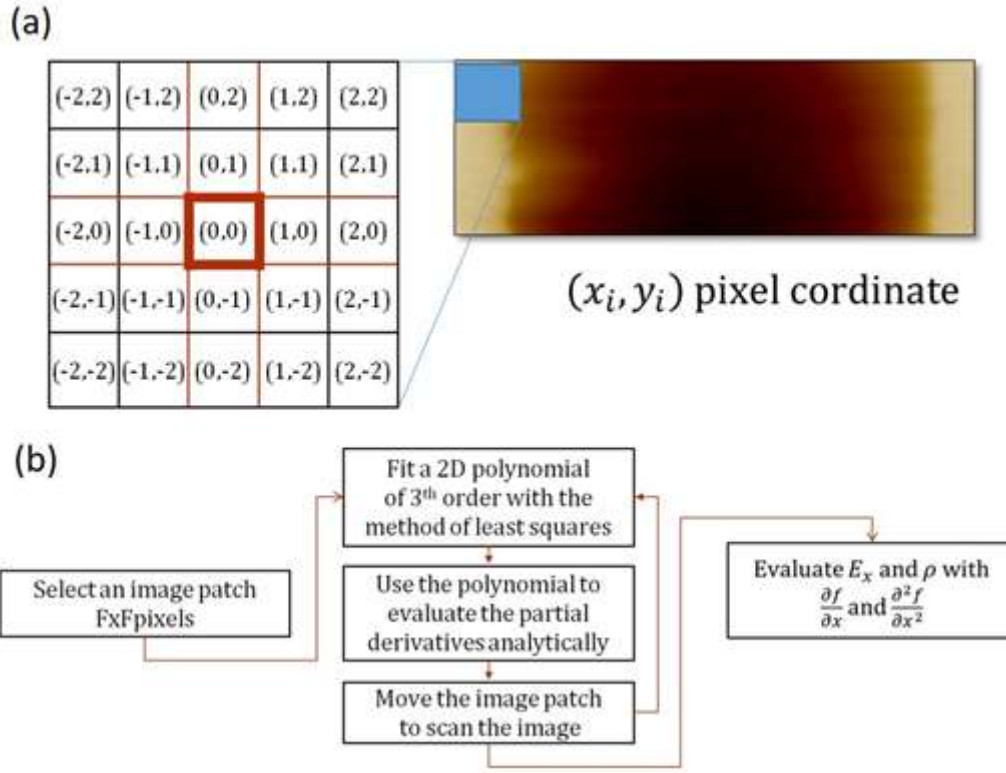 (a)
(-2,2) (-1,2) (0,2) (1,2) (2,2)
(-2,1) (-1,1) (0,1) (1,1) (2,1)
(-2,0) (-1,0) (0,0) (1,0) (2,0)
(-2,-1) (-1,-1) (0,-1) (1,-1) (2,-1)
(-2,-2) (-1,-2) (0,-2) (1,-2) (2,-2)
(xᵢ, yᵢ) pixel cordinate
(b)
Select an image patch
FxFpixels
Fit a 2D polynomial
of 3ᵗʰ order with the
method of least squares
Use the polynomial to
evaluate the partial
derivatives analytically
Move the image patch
to scan the image
Evaluate Eₓ and ρ with
∂f/∂x and ∂²f/∂x²